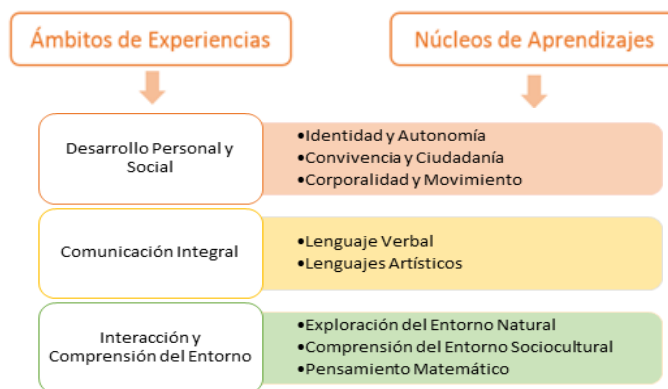 Ámbitos de Experiencias
Núcleos de Aprendizajes
Desarrollo Personal y
Social
•Identidad y Autonomía
•Convivencia y Ciudadanía
•Corporalidad y Movimiento
Comunicación Integral
•Lenguaje Verbal
•Lenguajes Artísticos
Interacción y
Comprensión del Entorno
•Exploración del Entorno Natural
•Comprensión del Entorno Sociocultural
•Pensamiento Matemático